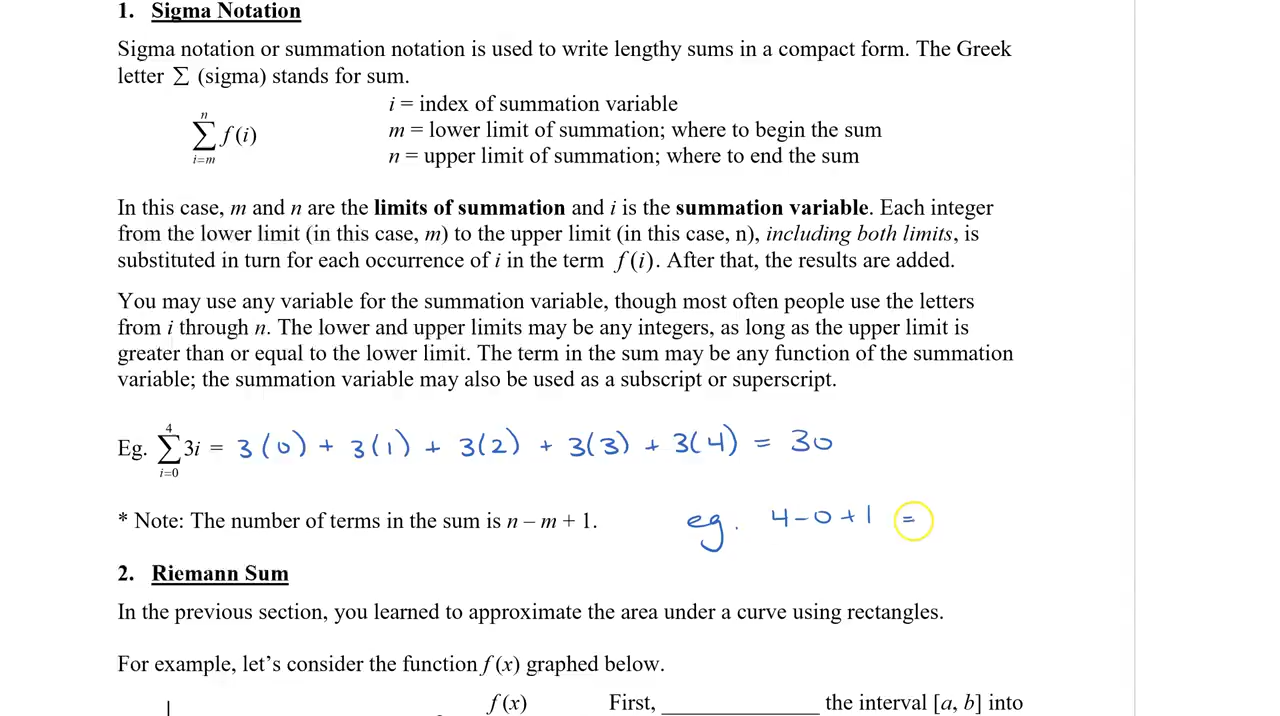 1. Sigma Notation
Sigma notation or summation notation is used to write lengthy sums in a compact form. The Greek
letter Σ (sigma) stands for sum.
n
∑ f(i)
i=m
i = index of summation variable
m = lower limit of summation; where to begin the sum
n = upper limit of summation; where to end the sum
In this case, m and n are the limits of summation and i is the summation variable. Each integer
from the lower limit (in this case, m) to the upper limit (in this case, n), including both limits, is
substituted in turn for each occurrence of i in the term f(i). After that, the results are added.
You may use any variable for the summation variable, though most often people use the letters
from i through n. The lower and upper limits may be any integers, as long as the upper limit is
greater than or equal to the lower limit. The term in the sum may be any function of the summation
variable; the summation variable may also be used as a subscript or superscript.
4
Eg. ∑ 3i = 3(0) + 3(1) + 3(2) + 3(3) + 3(4) = 30
i=0
* Note: The number of terms in the sum is n – m + 1. eg. 4-0+1 =
2. Riemann Sum
In the previous section, you learned to approximate the area under a curve using rectangles.
For example, let's consider the function f(x) graphed below.
f(x) First, ______________ the interval [a, b] into